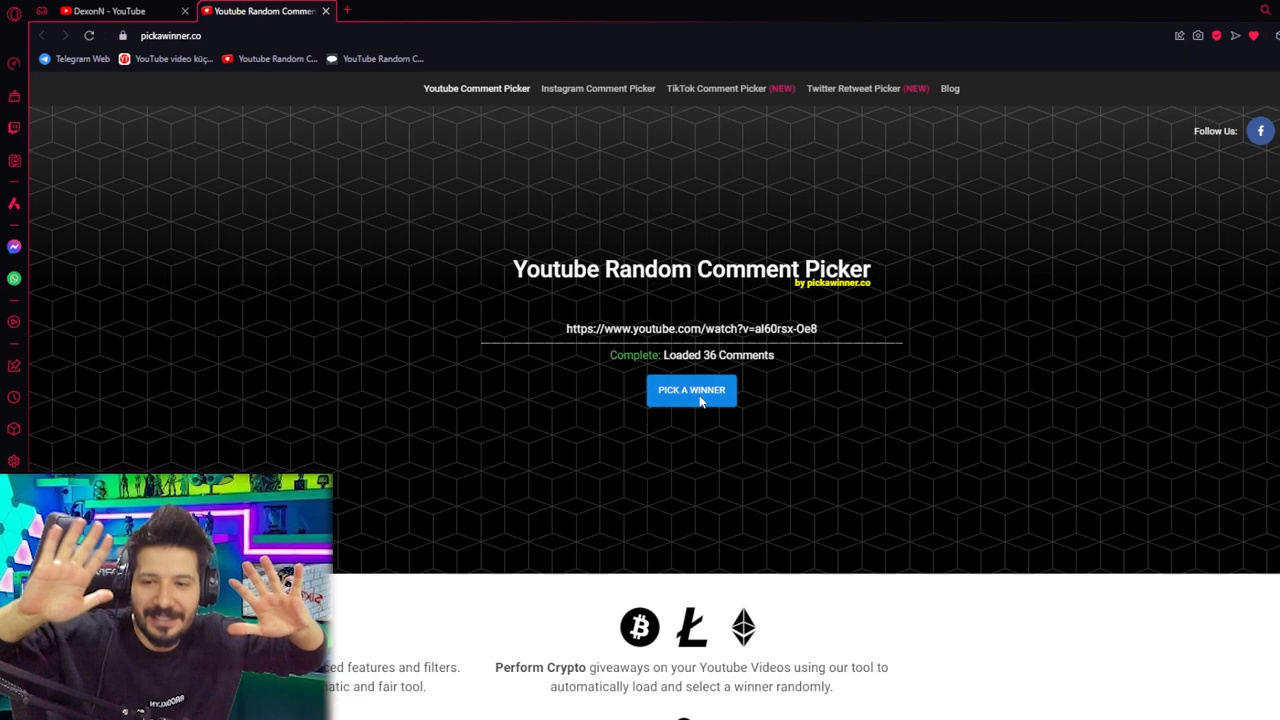 DexonN - YouTube
Youtube Random Commen
pickawinner.co
Telegram Web
YouTube video küç...
Youtube Random C...
YouTube Random C...
Youtube Comment Picker
Instagram Comment Picker
TikTok Comment Picker (NEW)
Twitter Retweet Picker (NEW)
Blog
Follow Us:
Youtube Random Comment Picker
by pickawinner.co
https://www.youtube.com/watch?v=al60rsx-Oe8
Complete: Loaded 36 Comments
PICK A WINNER
ced features and filters.
atic and fair tool.
Perform Crypto giveaways on your Youtube Videos using our tool to
automatically load and select a winner randomly.